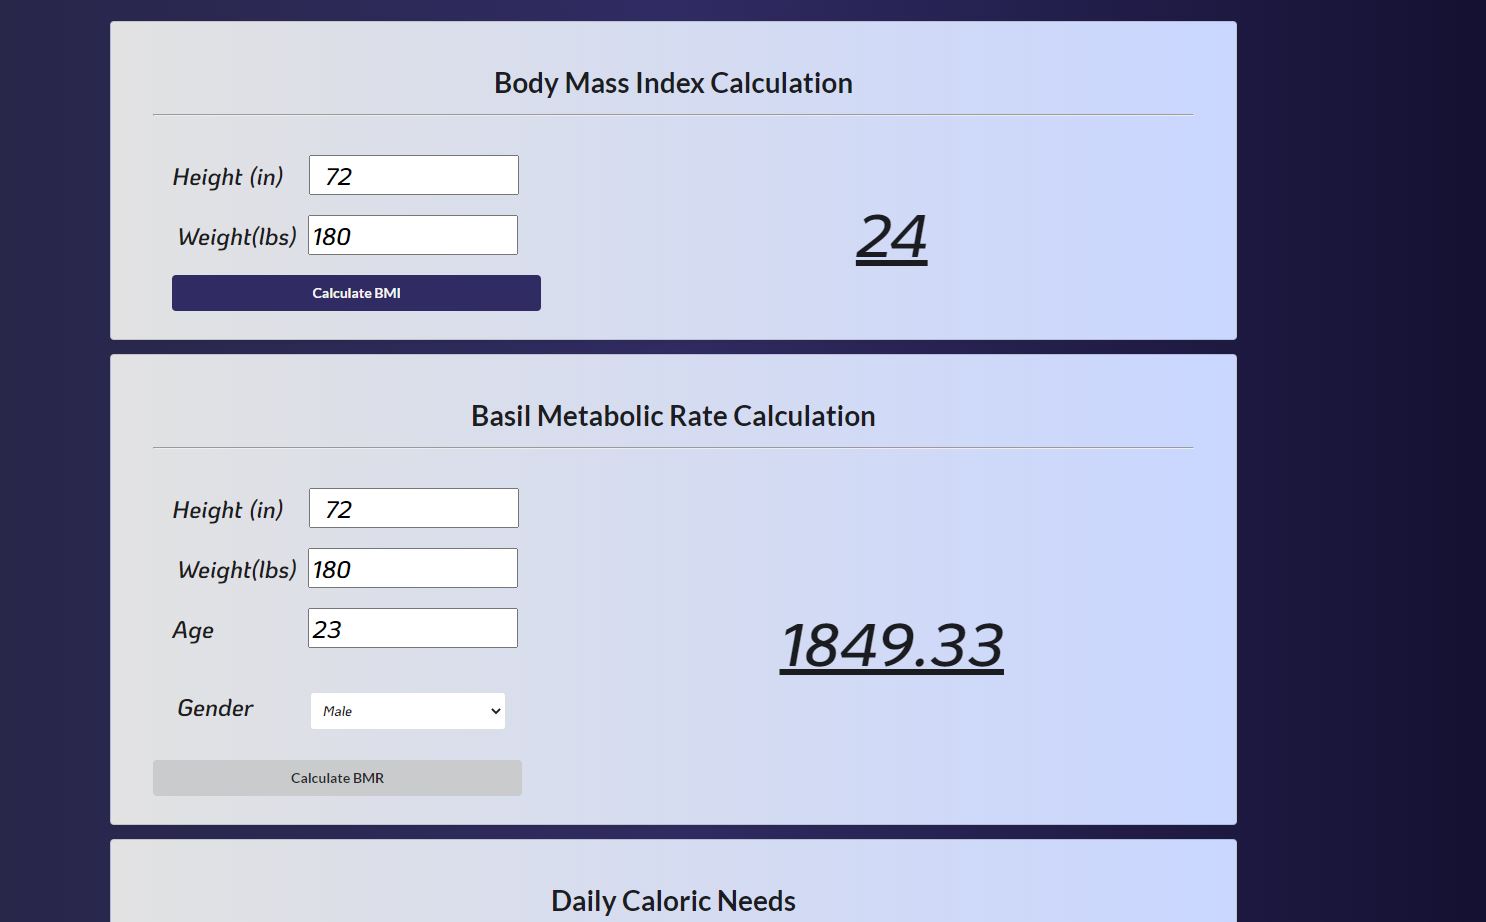 Body Mass Index Calculation
Height (in) 72
Weight(lbs) 180
24
Calculate BMI
Basil Metabolic Rate Calculation
Height (in) 72
Weight(lbs) 180
Age 23
1849.33
Gender Male
Calculate BMR
Daily Caloric Needs